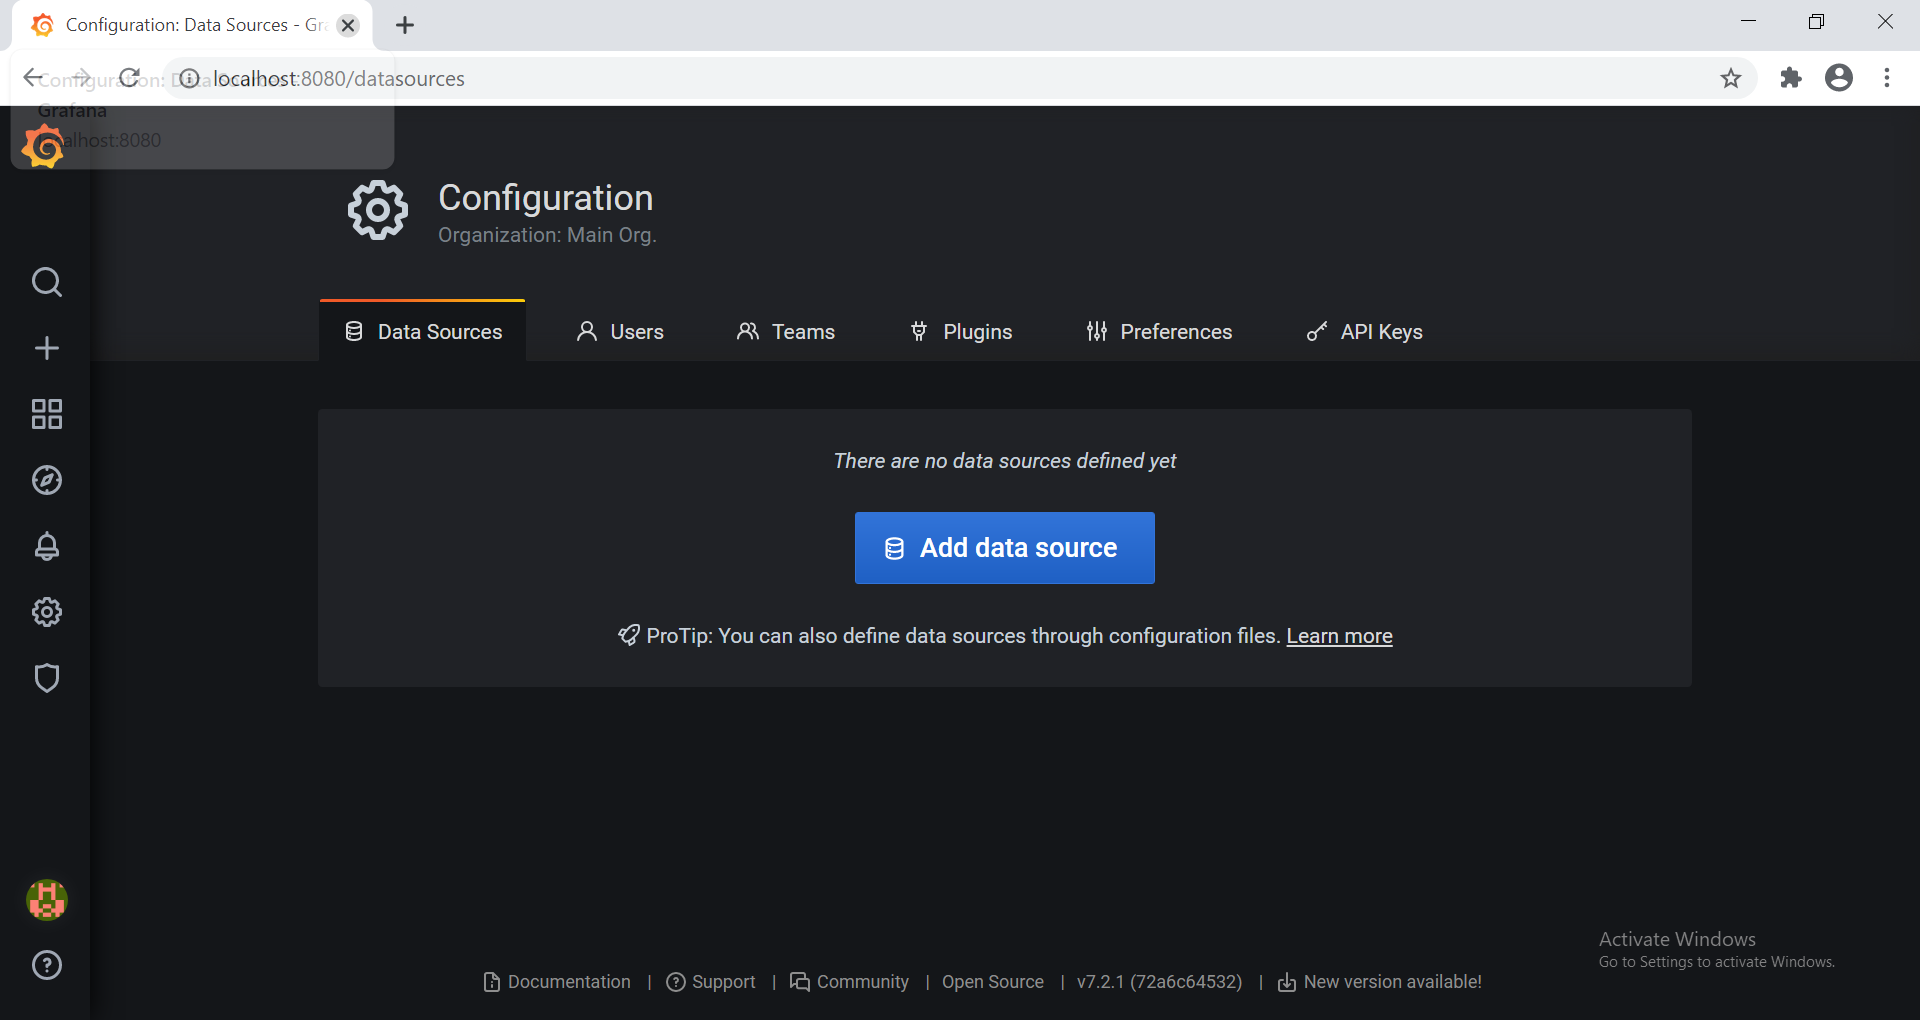 Configuration: Data Sources - Gr
localhost:8080/datasources
Configuration: Data Sources -
Grafana
localhost:8080
Configuration
Organization: Main Org.
Data Sources
Users
Teams
Plugins
Preferences
API Keys
There are no data sources defined yet
Add data source
ProTip: You can also define data sources through configuration files. Learn more
Activate Windows
Go to Settings to activate Windows.
Documentation | Support | Community | Open Source | v7.2.1 (72a6c64532) | New version available!